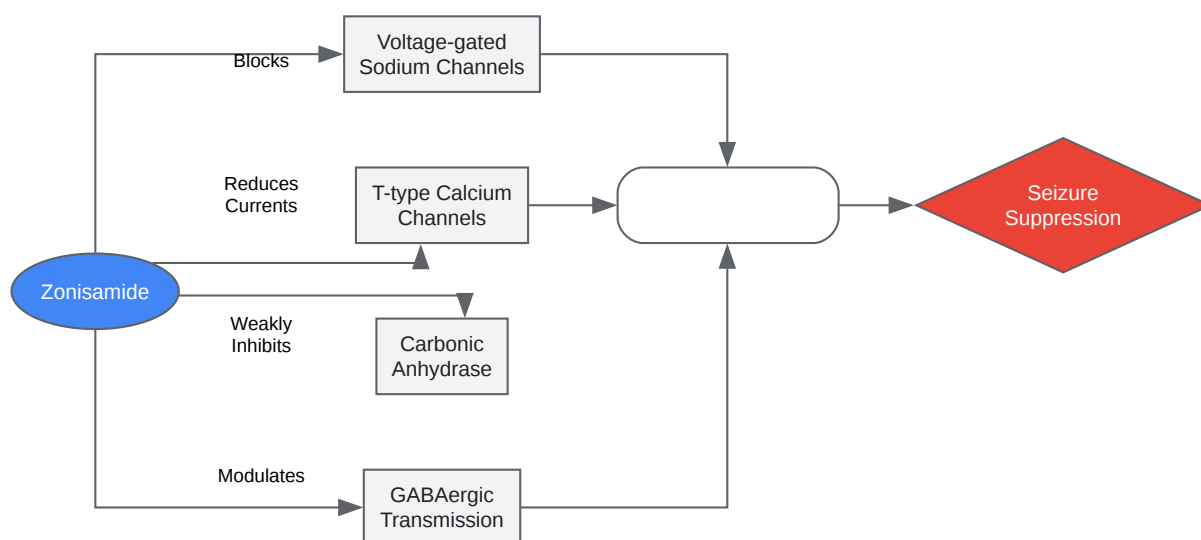 Voltage-gated
Sodium Channels
Blocks
Reduces
Currents
T-type Calcium
Channels
Seizure
Suppression
Zonisamide
Weakly
Inhibits
Carbonic
Anhydrase
Modulates
GABAergic
Transmission